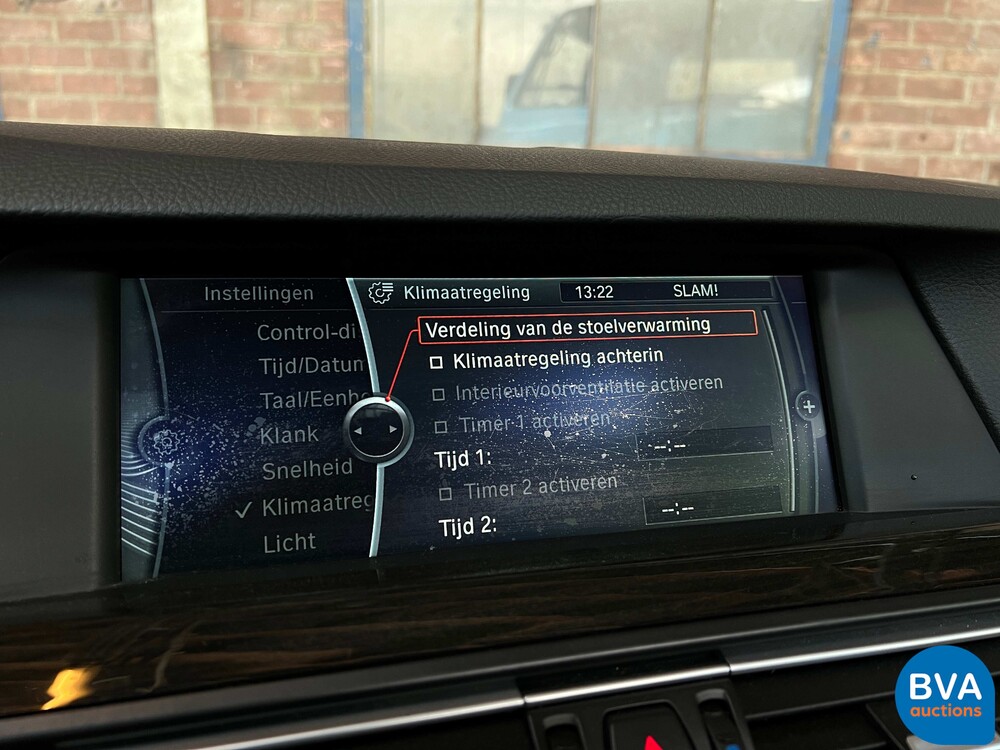 Instellingen
Control-di
Tijd/Datum
Taal/Eenh
Klank
Snelheid
✓ Klimaatreg
Licht
Klimaatregeling 13:22 SLAM!
Verdeling van de stoelverwarming
Klimaatregeling achterin
Interieurvoorventilatie activeren
Timer 1 activeren
Tijd 1: --:--
Timer 2 activeren
Tijd 2: --:--
BVA
auctions